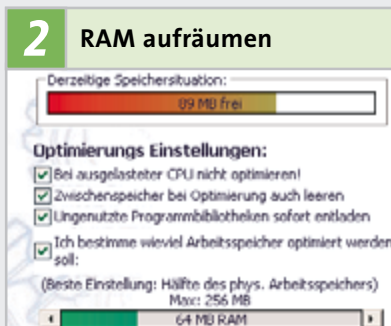 2 RAM aufräumen
Derzeitige Speichersituation:
89 MB frei
Optimierungs Einstellungen:
Bei ausgelasteter CPU nicht optimieren!
Zwischenspeicher bei Optimierung auch leeren
Ungenutzte Programmbibliotheken sofort entladen
Ich bestimme wieviel Arbeitsspeicher optimiert werden
soll:
(Beste Einstellung: Hälfte des phys. Arbeitsspeichers)
Max: 256 MB
64 MB RAM